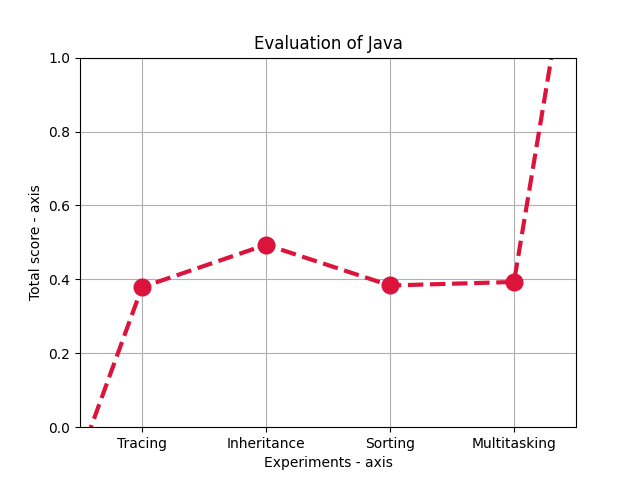 Evaluation of Java
1.0
0.8
0.6
0.4
0.2
0.0
Total score - axis
Tracing
Inheritance
Sorting
Multitasking
Experiments - axis